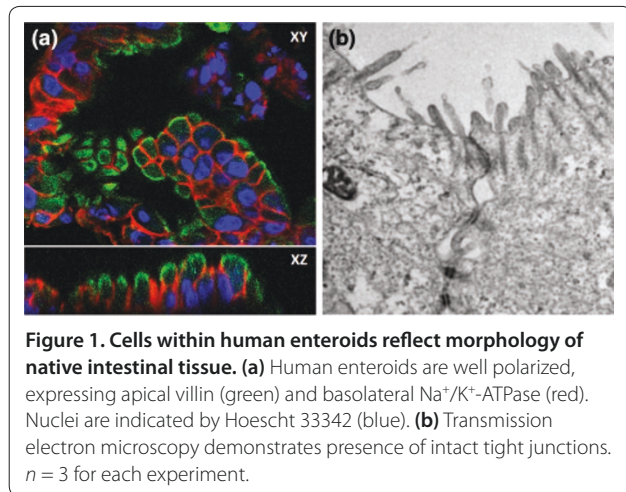 (a)
XY
(b)
XZ
Figure 1. Cells within human enteroids reflect morphology of
native intestinal tissue. (a) Human enteroids are well polarized,
expressing apical villin (green) and basolateral Na⁺/K⁺-ATPase (red).
Nuclei are indicated by Hoescht 33342 (blue). (b) Transmission
electron microscopy demonstrates presence of intact tight junctions.
n = 3 for each experiment.